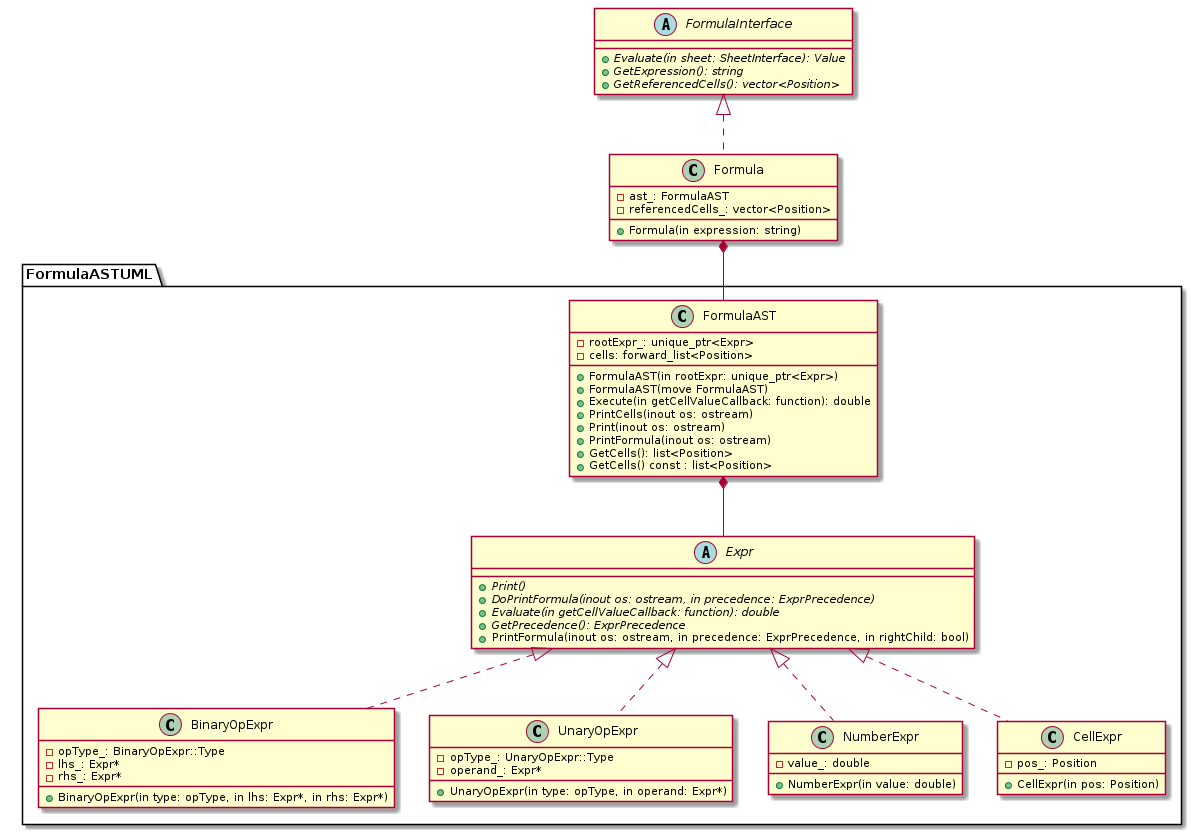 A FormulaInterface
Evaluate(in sheet: SheetInterface): Value
GetExpression(): string
GetReferencedCells(): vector<Position>
C Formula
ast_: FormulaAST
referencedCells_: vector<Position>
Formula(in expression: string)
FormulaASTUML
C FormulaAST
rootExpr_: unique_ptr<Expr>
cells: forward_list<Position>
FormulaAST(in rootExpr: unique_ptr<Expr>)
FormulaAST(move FormulaAST)
Execute(in getCellValueCallback: function): double
PrintCells(inout os: ostream)
Print(inout os: ostream)
PrintFormula(inout os: ostream)
GetCells(): list<Position>
GetCells() const : list<Position>
A Expr
Print()
DoPrintFormula(inout os: ostream, in precedence: ExprPrecedence)
Evaluate(in getCellValueCallback: function): double
GetPrecedence(): ExprPrecedence
PrintFormula(inout os: ostream, in precedence: ExprPrecedence, in rightChild: bool)
C BinaryOpExpr
opType_: BinaryOpExpr::Type
lhs_: Expr*
rhs_: Expr*
BinaryOpExpr(in type: opType, in lhs: Expr*, in rhs: Expr*)
C UnaryOpExpr
opType_: UnaryOpExpr::Type
operand_: Expr*
UnaryOpExpr(in type: opType, in operand: Expr*)
C NumberExpr
value_: double
NumberExpr(in value: double)
C CellExpr
pos_: Position
CellExpr(in pos: Position)